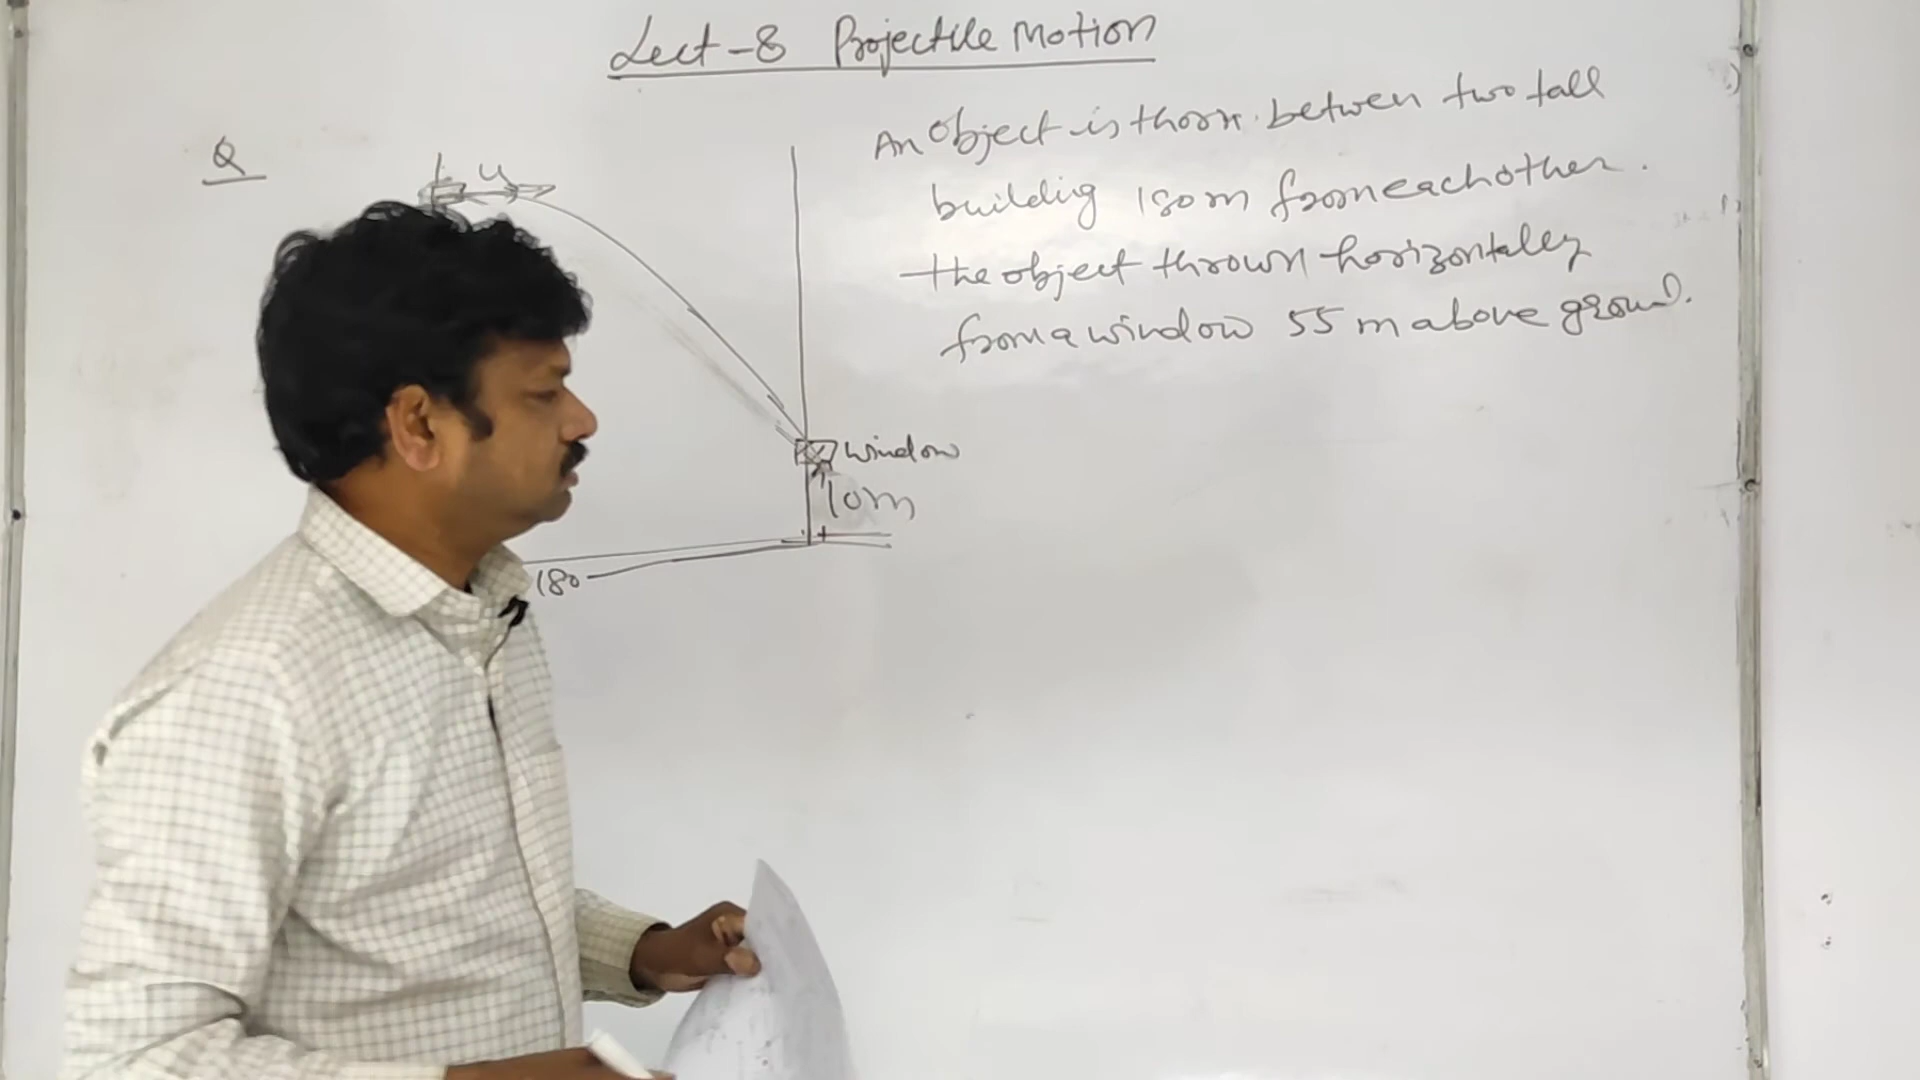 Lect-8 Projectile Motion
Q
An object is thorn between two tall
building 180m from each other.
the object thrown horizontally
from a window 55 m above ground.
u
window
10m
180